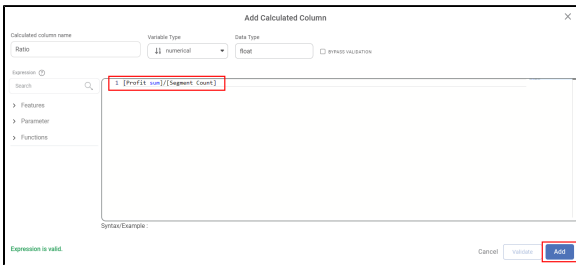 Add Calculated Column
Calculated column name
Variable Type
Data Type
Ratio
numerical
float
BYPASS VALIDATION
Expression
Search
1 [Profit sum]/[Segment Count]
Features
Parameter
Functions
Syntax/Example :
Expression is valid.
Cancel
Validate
Add